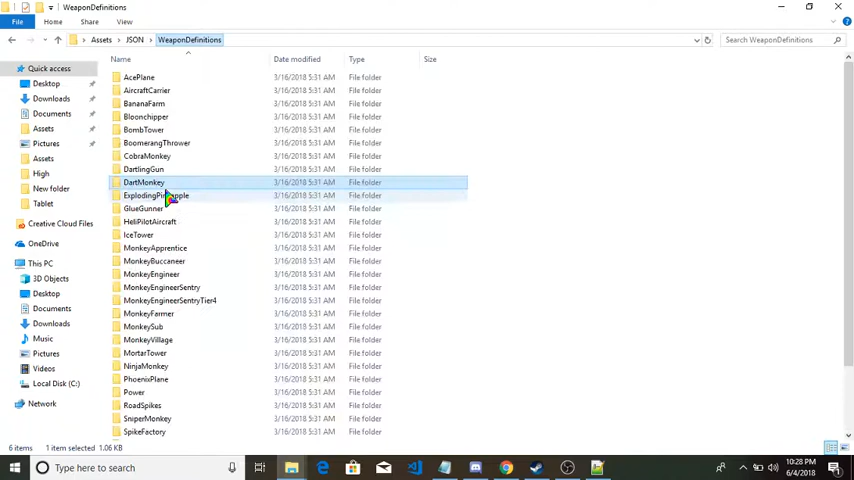 WeaponDefinitions
File Home Share View
Assets JSON WeaponDefinitions Search WeaponDefinitions
Name Date modified Type Size
Quick access
Desktop
Downloads
Documents
Assets
Pictures
Assets
High
New folder
Tablet
Creative Cloud Files
OneDrive
This PC
3D Objects
Desktop
Documents
Downloads
Music
Pictures
Videos
Local Disk (C:)
Network
AcePlane 3/16/2018 5:31 AM File folder
AircraftCarrier 3/16/2018 5:31 AM File folder
BananaFarm 3/16/2018 5:31 AM File folder
Bloonchipper 3/16/2018 5:31 AM File folder
BombTower 3/16/2018 5:31 AM File folder
BoomerangThrower 3/16/2018 5:31 AM File folder
CobraMonkey 3/16/2018 5:31 AM File folder
DartlingGun 3/16/2018 5:31 AM File folder
DartMonkey 3/16/2018 5:31 AM File folder
ExplodingPineapple 3/16/2018 5:31 AM File folder
GlueGunner 3/16/2018 5:31 AM File folder
HeliPilotAircraft 3/16/2018 5:31 AM File folder
IceTower 3/16/2018 5:31 AM File folder
MonkeyApprentice 3/16/2018 5:31 AM File folder
MonkeyBuccaneer 3/16/2018 5:31 AM File folder
MonkeyEngineer 3/16/2018 5:31 AM File folder
MonkeyEngineerSentry 3/16/2018 5:31 AM File folder
MonkeyEngineerSentryTier4 3/16/2018 5:31 AM File folder
MonkeyFarmer 3/16/2018 5:31 AM File folder
MonkeySub 3/16/2018 5:31 AM File folder
MonkeyVillage 3/16/2018 5:31 AM File folder
MortarTower 3/16/2018 5:31 AM File folder
NinjaMonkey 3/16/2018 5:31 AM File folder
PhoenixPlane 3/16/2018 5:31 AM File folder
Power 3/16/2018 5:31 AM File folder
RoadSpikes 3/16/2018 5:31 AM File folder
SniperMonkey 3/16/2018 5:31 AM File folder
SpikeFactory 3/16/2018 5:31 AM File folder
6 items 1 item selected 1.06 KB
Type here to search
10:28 PM
6/4/2018